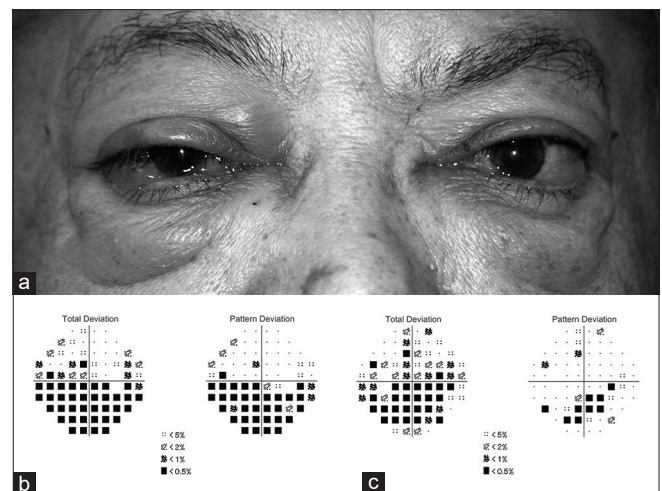 a
Total Deviation
Pattern Deviation
Total Deviation
Pattern Deviation
< 5%
< 2%
< 1%
< 0.5%
< 5%
< 2%
< 1%
< 0.5%
b
c